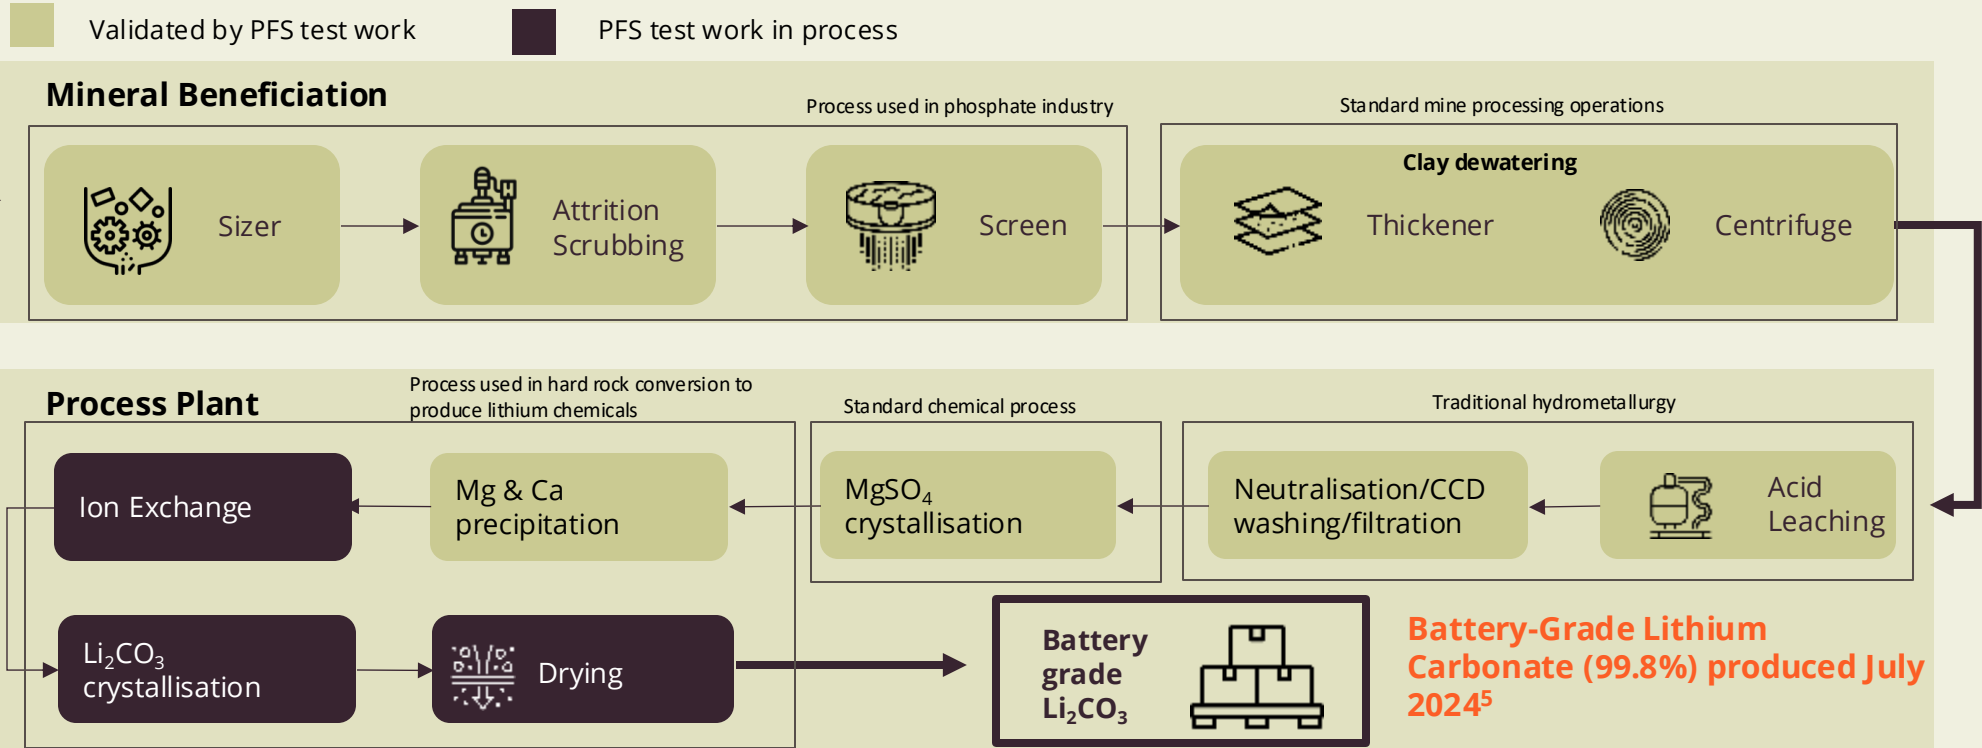 Validated by PFS test work
PFS test work in process
Mineral Beneficiation
Process used in phosphate industry
Standard mine processing operations
Sizer
Attrition
Scrubbing
Screen
Clay dewatering
Thickener
Centrifuge
Process Plant
Process used in hard rock conversion to
produce lithium chemicals
Standard chemical process
Traditional hydrometallurgy
Ion Exchange
Mg & Ca
precipitation
MgSO₄
crystallisation
Neutralisation/CCD
washing/filtration
Acid
Leaching
Li₂CO₃
crystallisation
Drying
Battery
grade
Li₂CO₃
Battery-Grade Lithium
Carbonate (99.8%) produced July
2024⁵